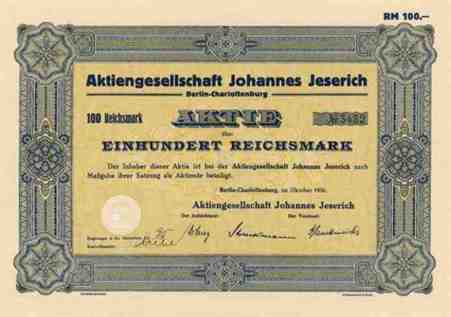 RM 100.—
Aktiengesellschaft Johannes Jeserich
Berlin-Charlottenburg
100 Reichsmark AKTIE № 5482
über
EINHUNDERT REICHSMARK
Der Inhaber dieser Aktie ist bei der Aktiengesellschaft Johannes Jeserich nach
Maßgabe ihrer Satzung als Aktionär beteiligt.
Berlin-Charlottenburg, im Oktober
Aktiengesellschaft Johannes Jeserich
Der Aufsichtsrat: Der Vorstand: